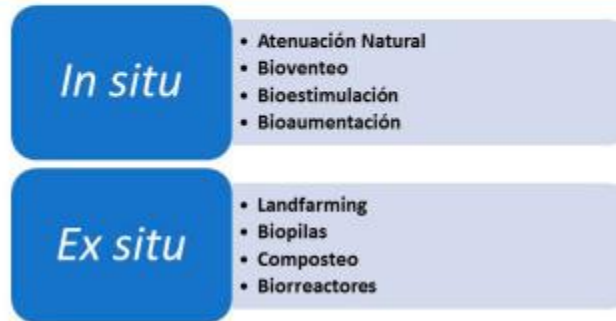 In situ
• Atenuación Natural
• Bioventeo
• Bioestimulación
• Bioaumentación
Ex situ
• Landfarming
• Biopilas
• Composteo
• Biorreactores